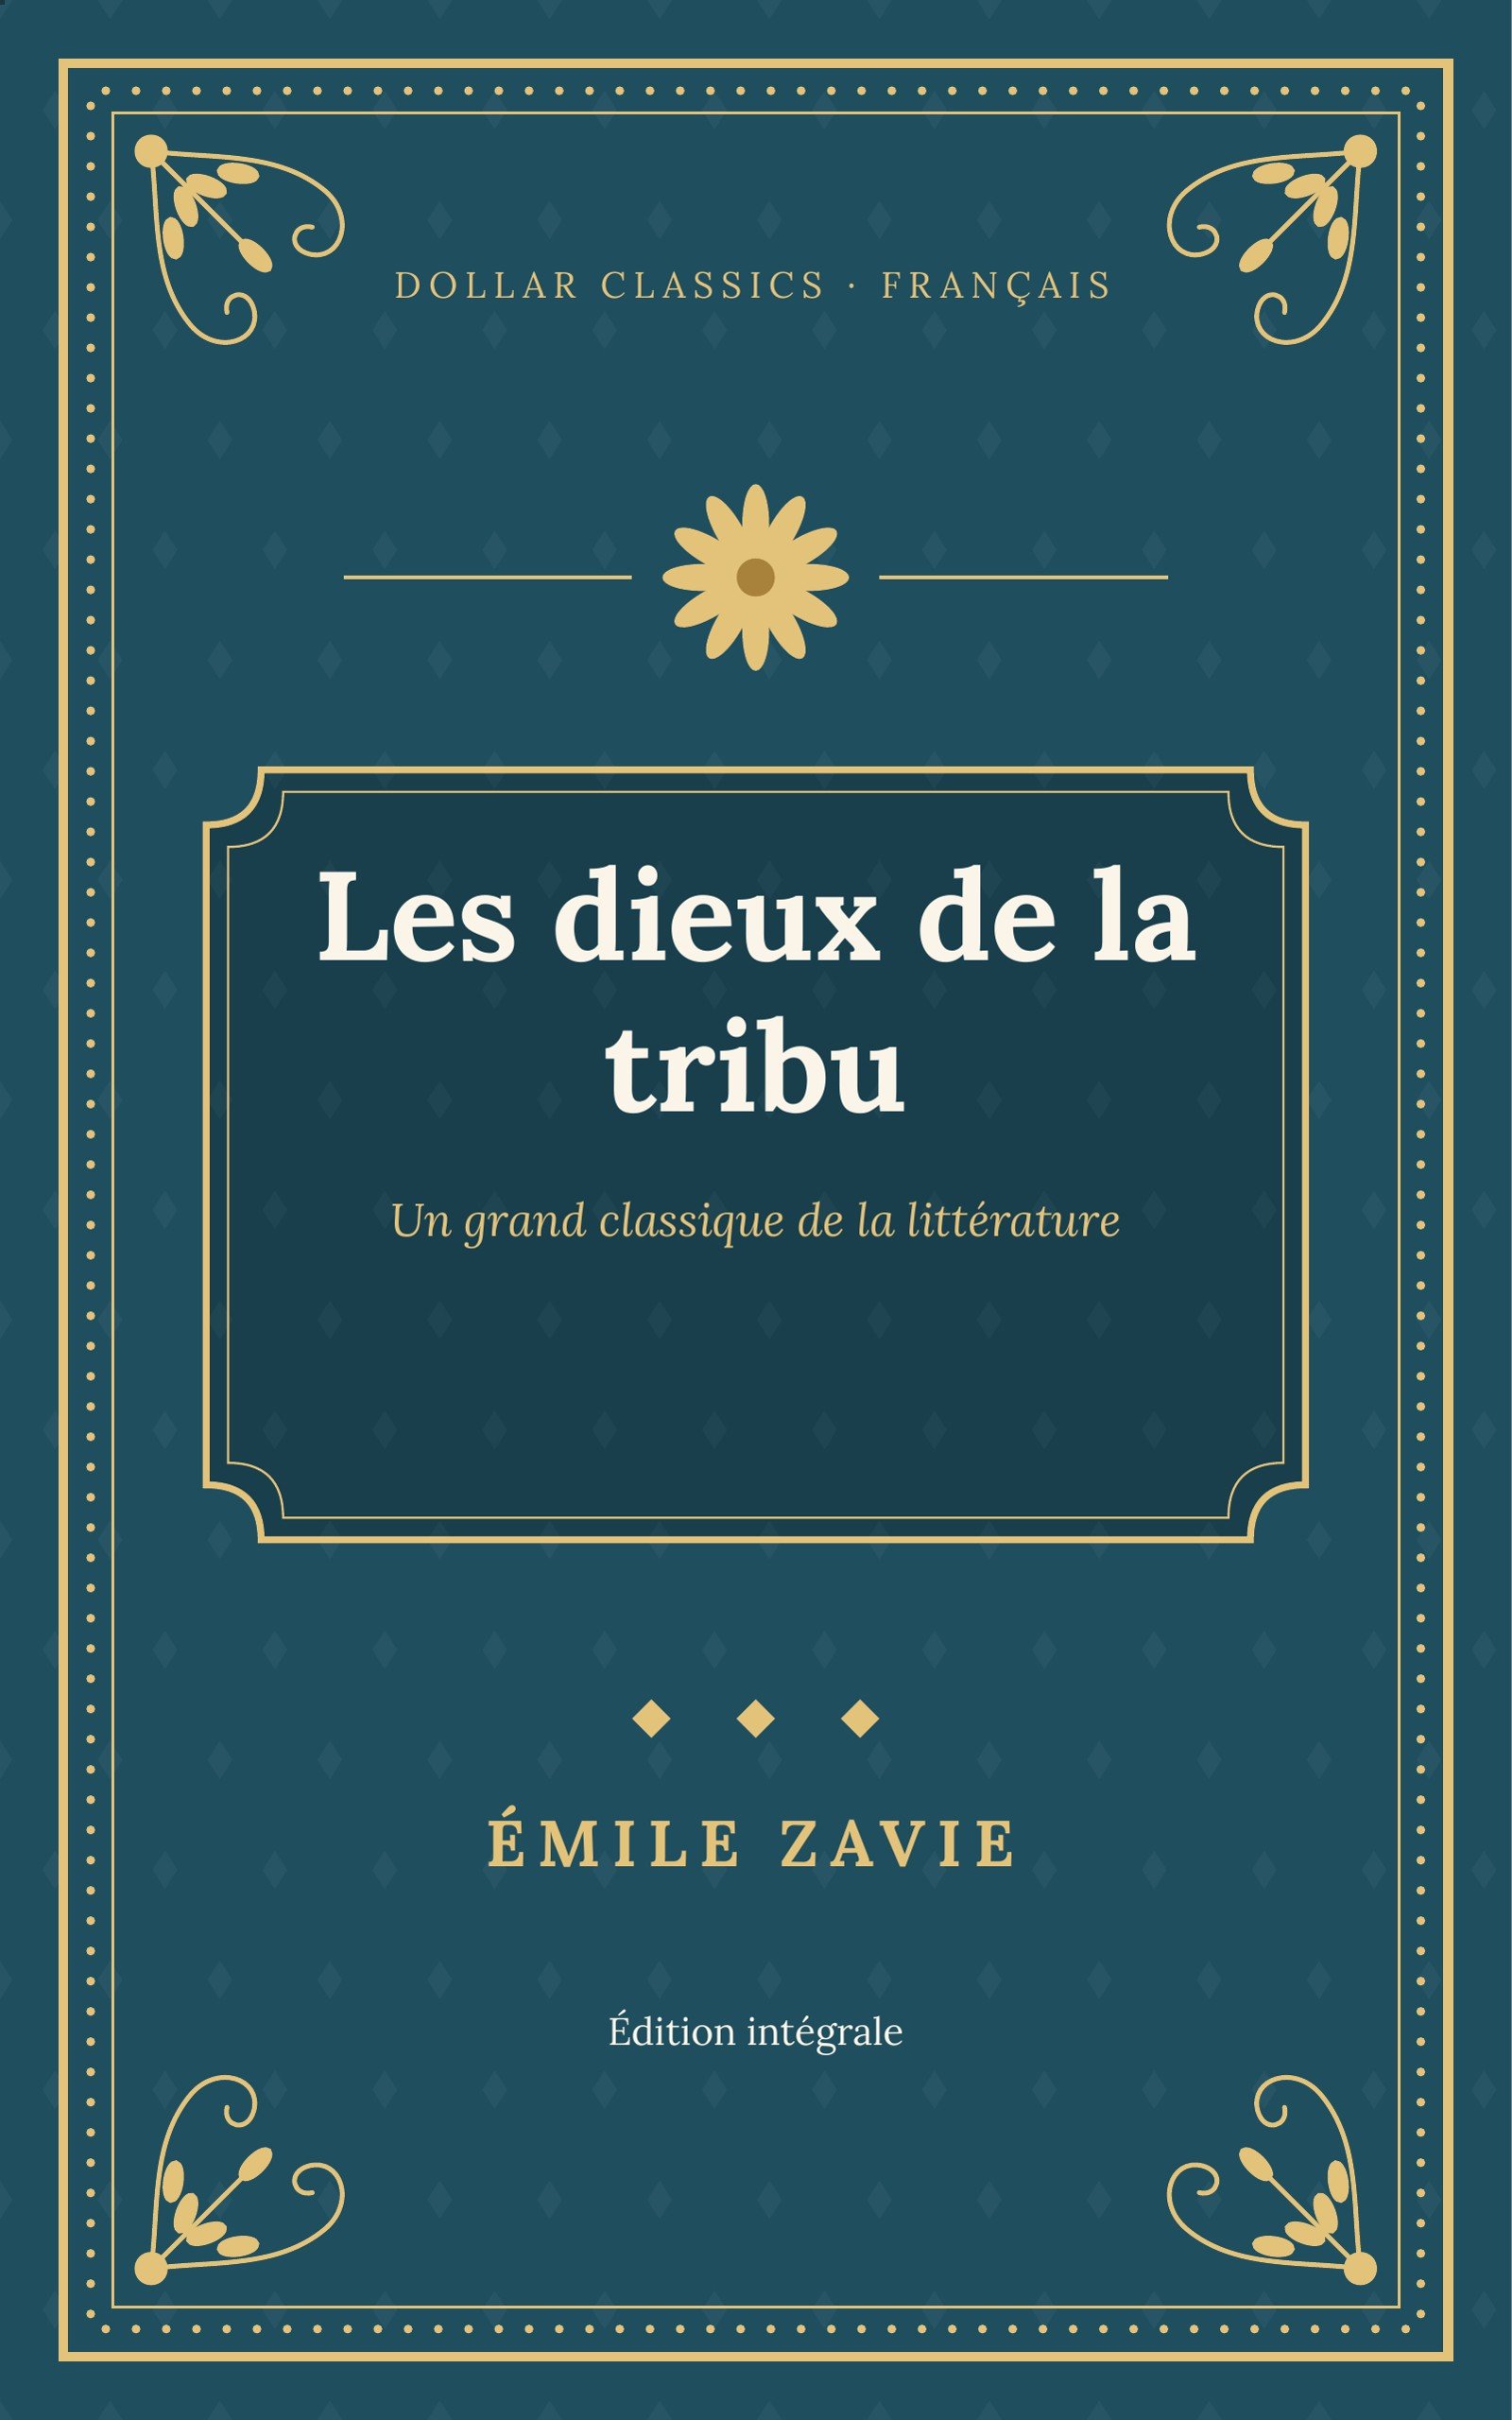 DOLLAR CLASSICS · FRANÇAIS
Les dieux de la
tribu
Un grand classique de la littérature
ÉMILE ZAVIE
Édition intégrale